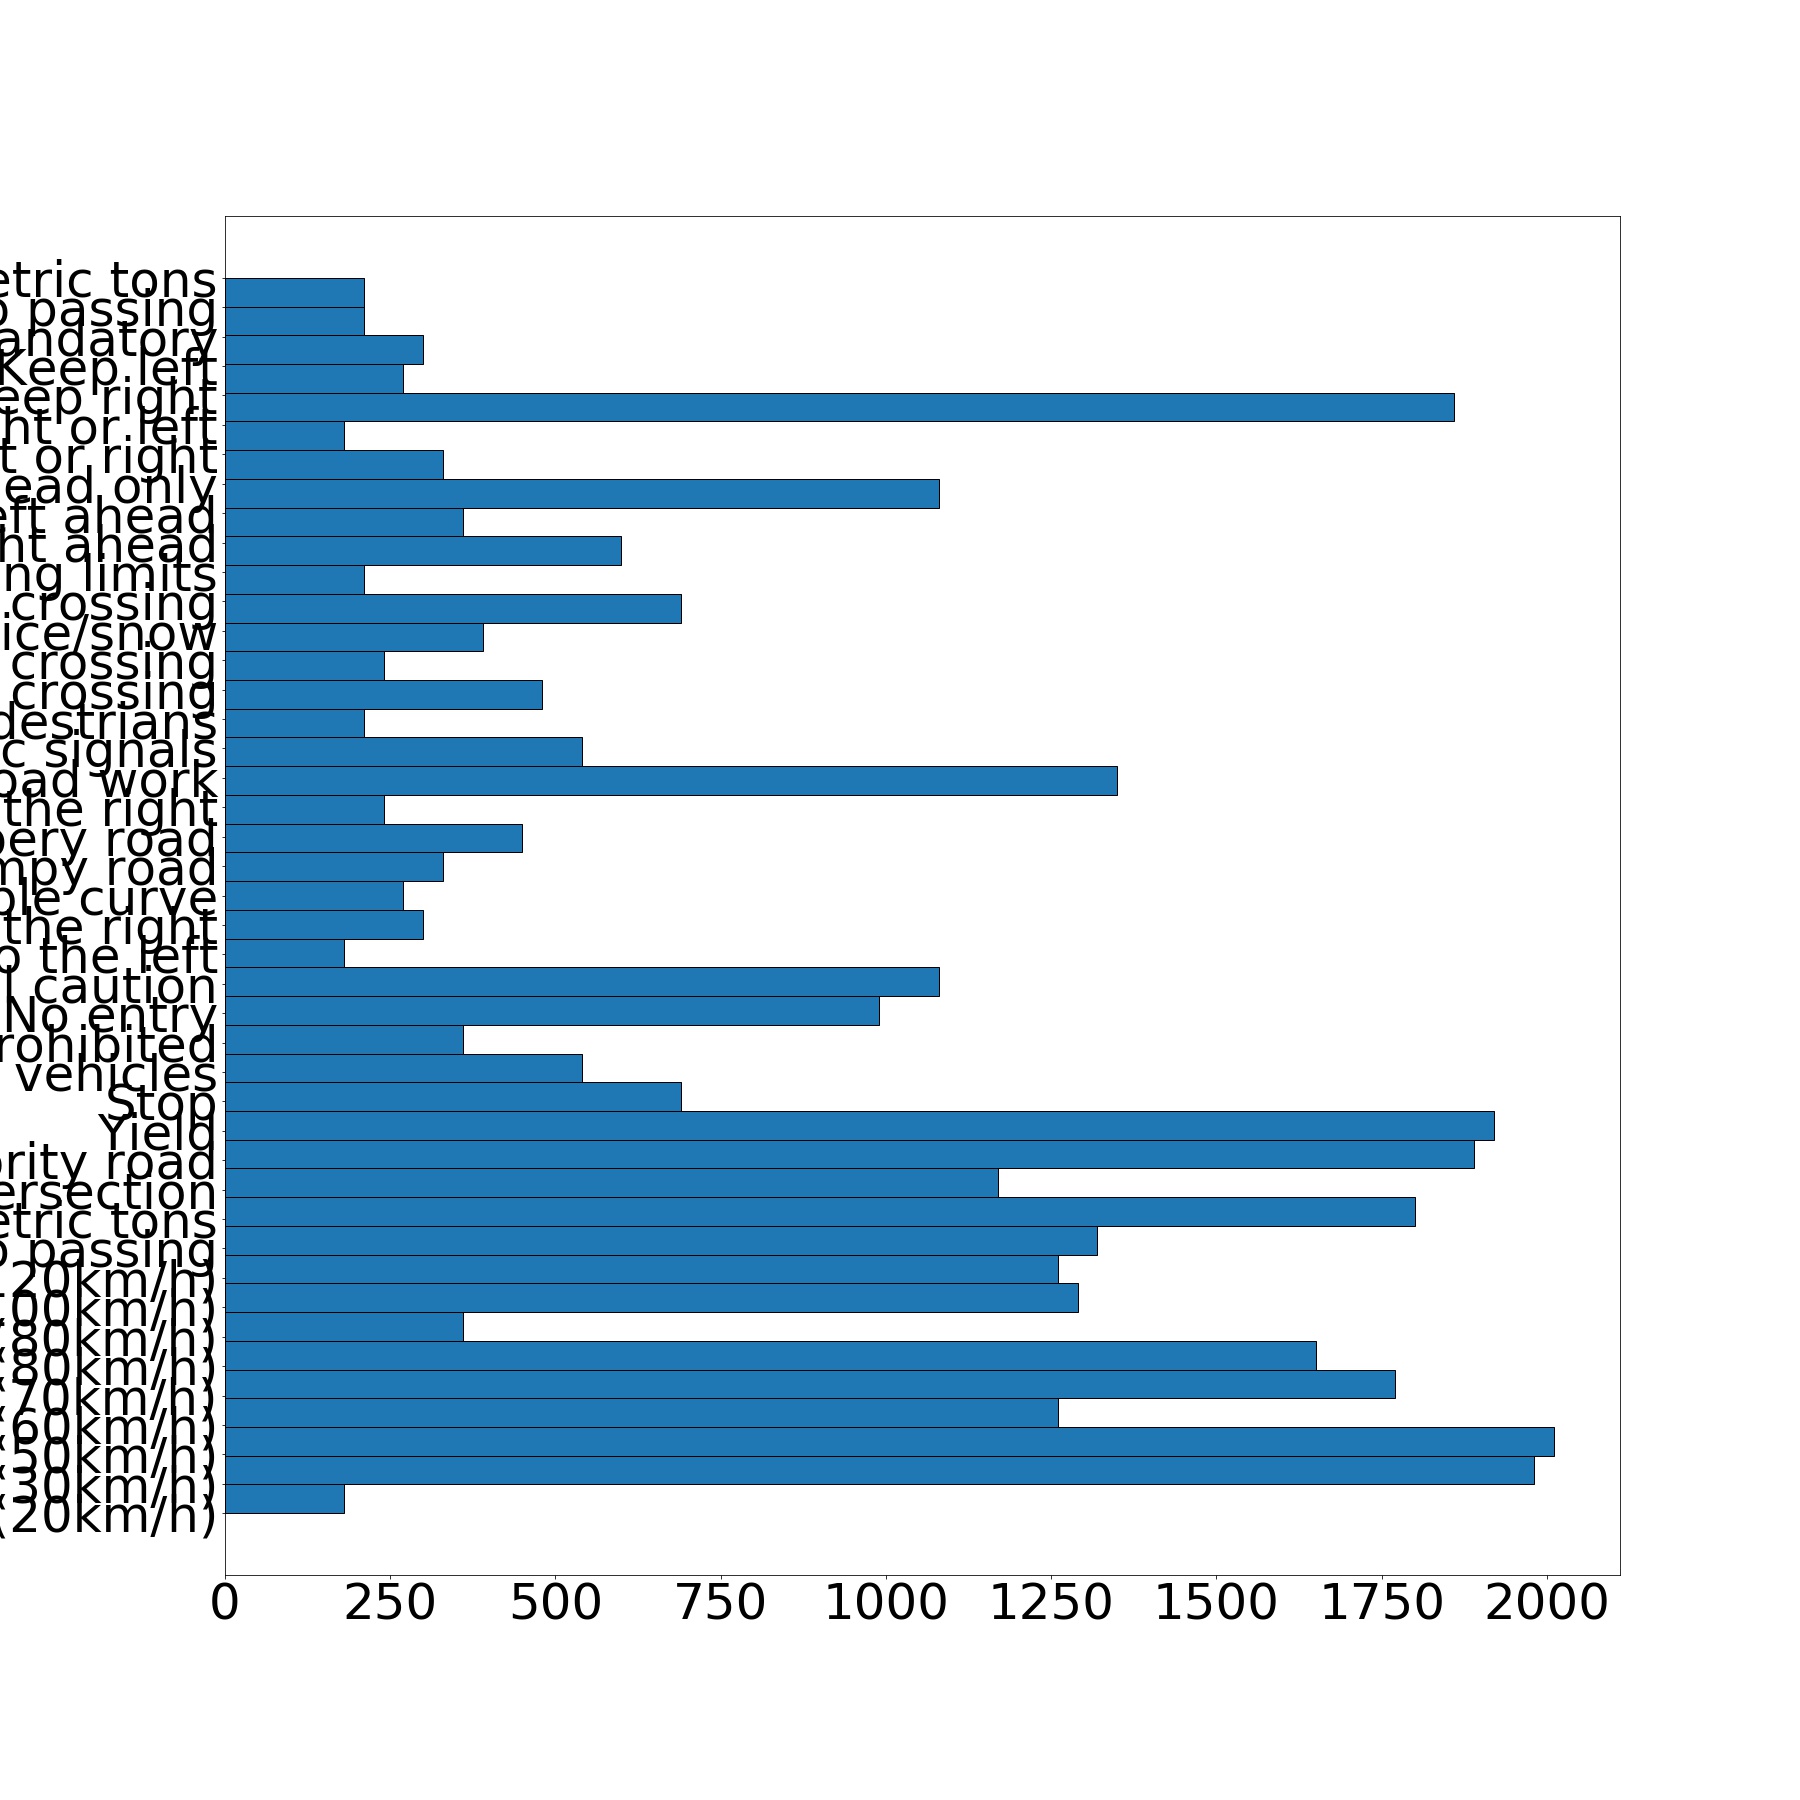 etric tons
o passing
andatory
Keep left
eep right
ht or left
t or right
ead only
eft ahead
ht ahead
ng limits
crossing
ice/snow
crossing
crossing
destrians
c signals
oad work
the right
pery road
mpy road
ble curve
the right
o the left
l caution
No entry
rohibited
vehicles
Stop
Yield
ority road
ersection
etric tons
o passing
20km/h)
00km/h)
(80km/h)
(80km/h)
(70km/h)
(60km/h)
(50km/h)
(30km/h)
(20km/h)
0 250 500 750 1000 1250 1500 1750 2000